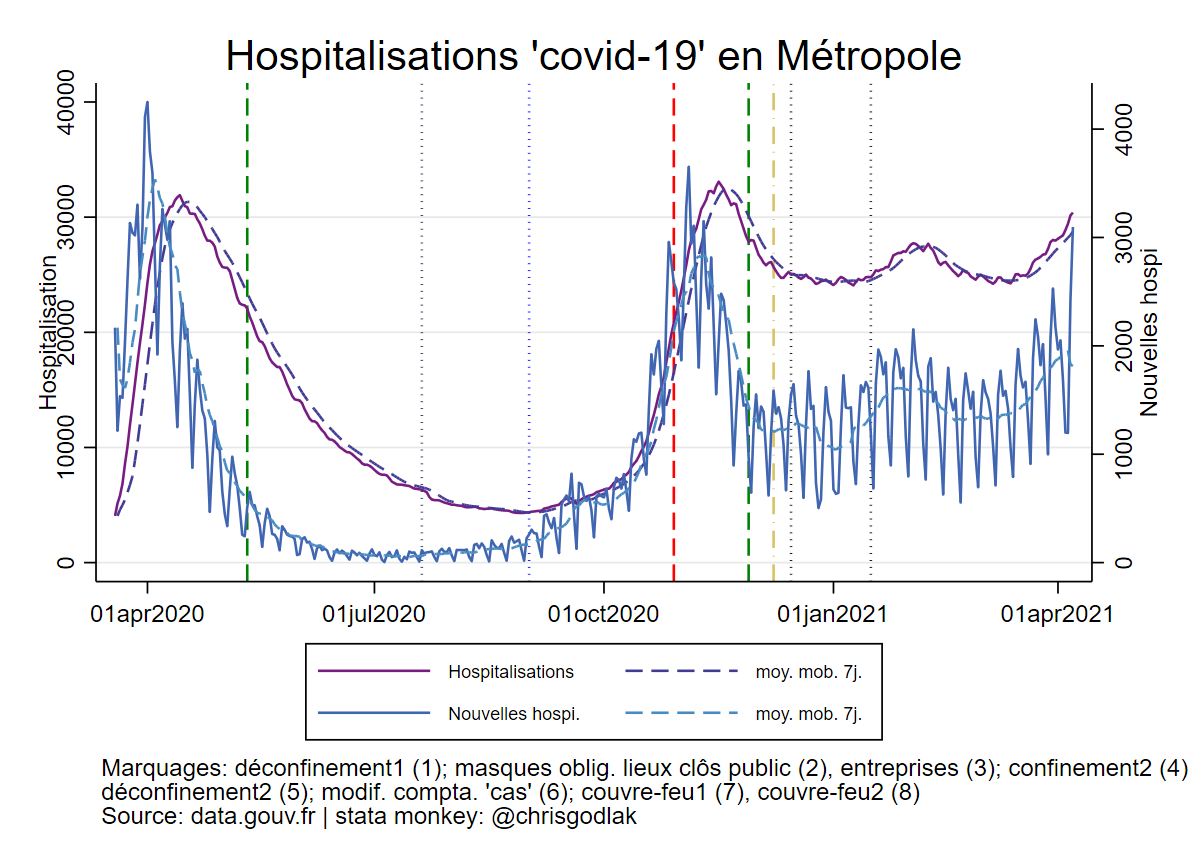 Hospitalisations 'covid-19' en Métropole
Hospitalisation
40000
30000
20000
10000
0
Nouvelles hospi
4000
3000
2000
1000
0
01apr2020
01jul2020
01oct2020
01jan2021
01apr2021
Hospitalisations
moy. mob. 7j.
Nouvelles hospi.
moy. mob. 7j.
Marquages: déconfinement1 (1); masques oblig. lieux clôs public (2), entreprises (3); confinement2 (4)
déconfinement2 (5); modif. compta. 'cas' (6); couvre-feu1 (7), couvre-feu2 (8)
Source: data.gouv.fr | stata monkey: @chrisgodlak